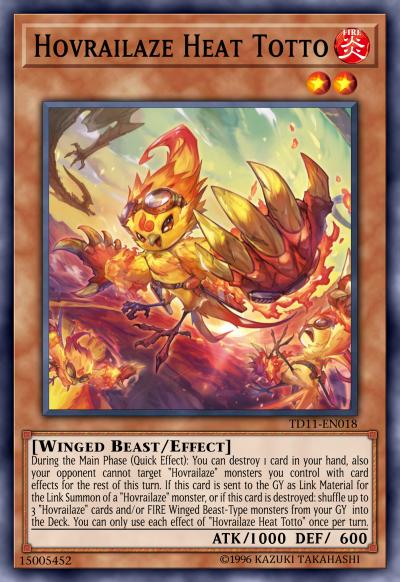 HOVRAILAZE HEAT TOTTO
FIRE
炎
TD11-EN018
[WINGED BEAST/EFFECT]
During the Main Phase (Quick Effect): You can destroy 1 card in your hand, also
your opponent cannot target "Hovrailaze" monsters you control with card
effects for the rest of this turn. If this card is sent to the GY as Link Material for
the Link Summon of a "Hovrailaze" monster, or if this card is destroyed: shuffle up to
3 "Hovrailaze" cards and/or FIRE Winged Beast-Type monsters from your GY into
the Deck. You can only use each effect of "Hovrailaze Heat Totto" once per turn.
ATK/1000 DEF/ 600
15005452
©1996 KAZUKI TAKAHASHI